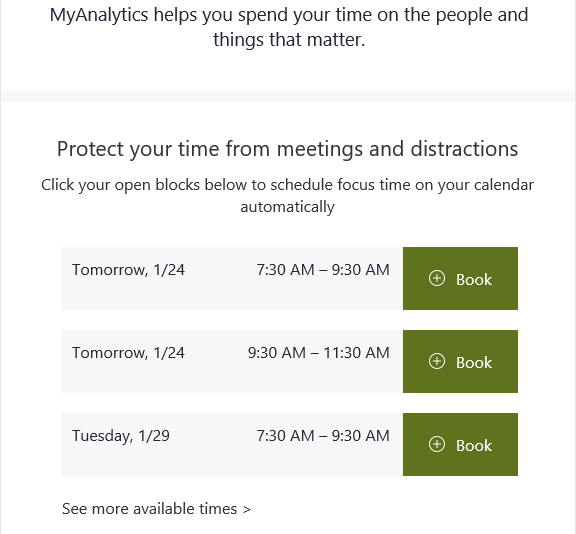 MyAnalytics helps you spend your time on the people and
things that matter.
Protect your time from meetings and distractions
Click your open blocks below to schedule focus time on your calendar
automatically
Tomorrow, 1/24 7:30 AM – 9:30 AM Book
Tomorrow, 1/24 9:30 AM – 11:30 AM Book
Tuesday, 1/29 7:30 AM – 9:30 AM Book
See more available times >